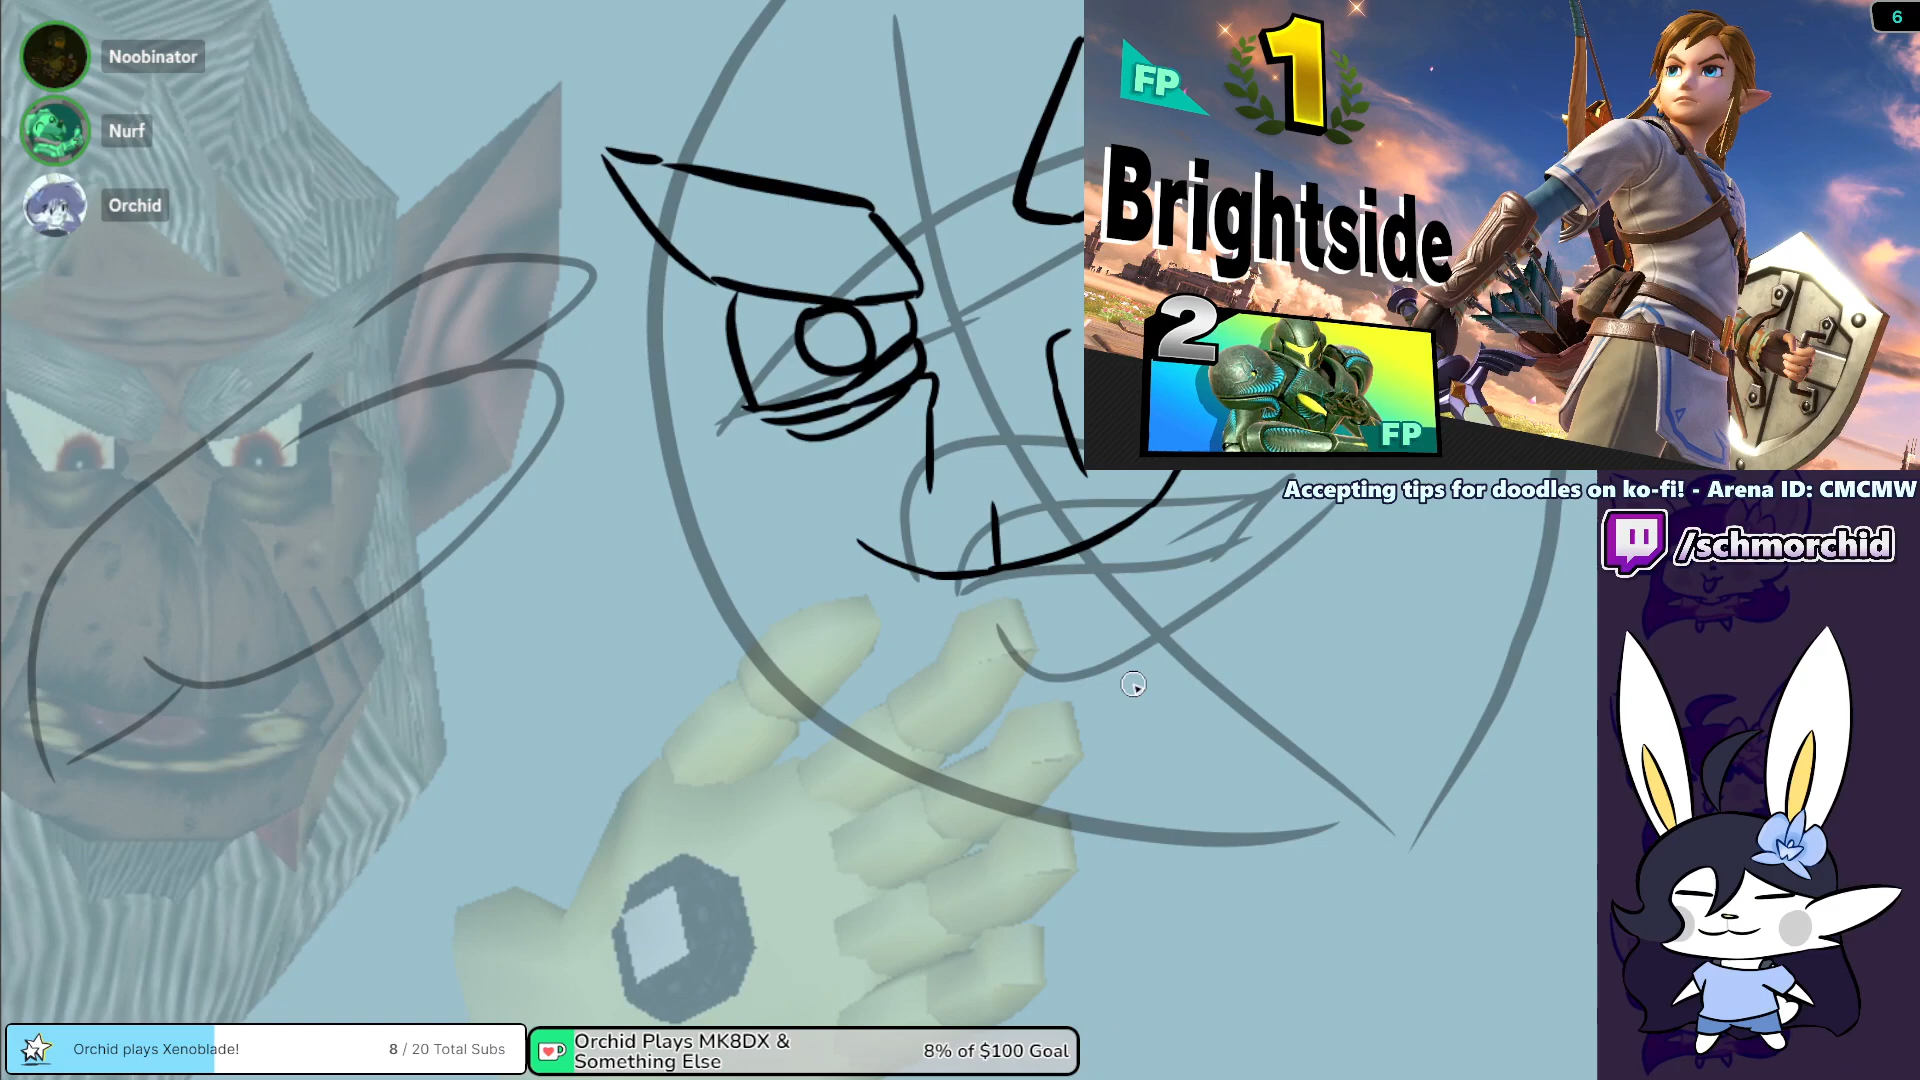 Noobinator
Nurf
Orchid
6
FP
1
Brightside
2
FP
Accepting tips for doodles on ko-fi! - Arena ID: CMCMW
/schmorchid
Orchid plays Xenoblade!
8 / 20 Total Subs
Orchid Plays MK8DX &
Something Else
8% of $100 Goal